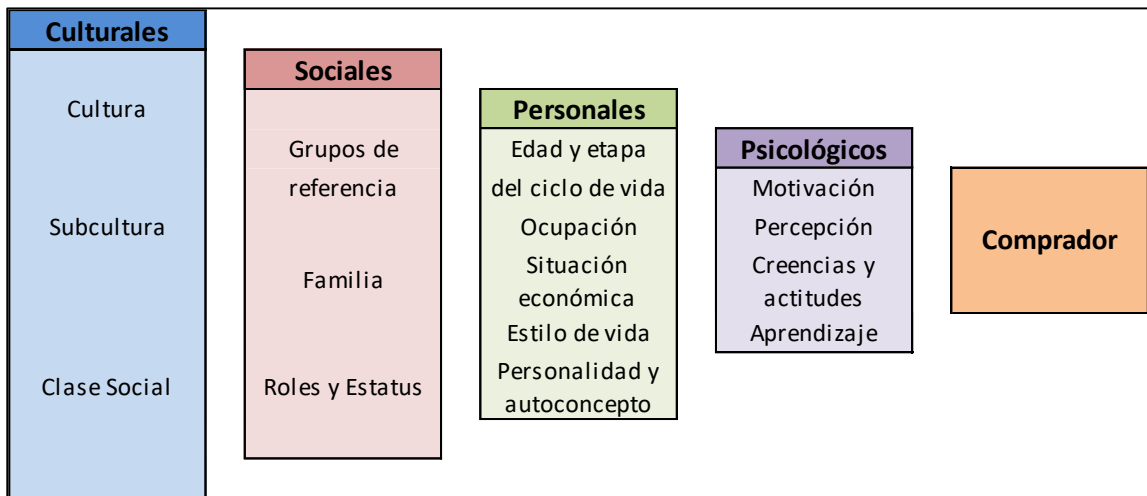 Culturales
Cultura
Subcultura
Clase Social
Sociales
Grupos de
referencia
Familia
Roles y Estatus
Personales
Edad y etapa
del ciclo de vida
Ocupación
Situación
económica
Estilo de vida
Personalidad y
autoconcepto
Psicológicos
Motivación
Percepción
Creencias y
actitudes
Aprendizaje
Comprador